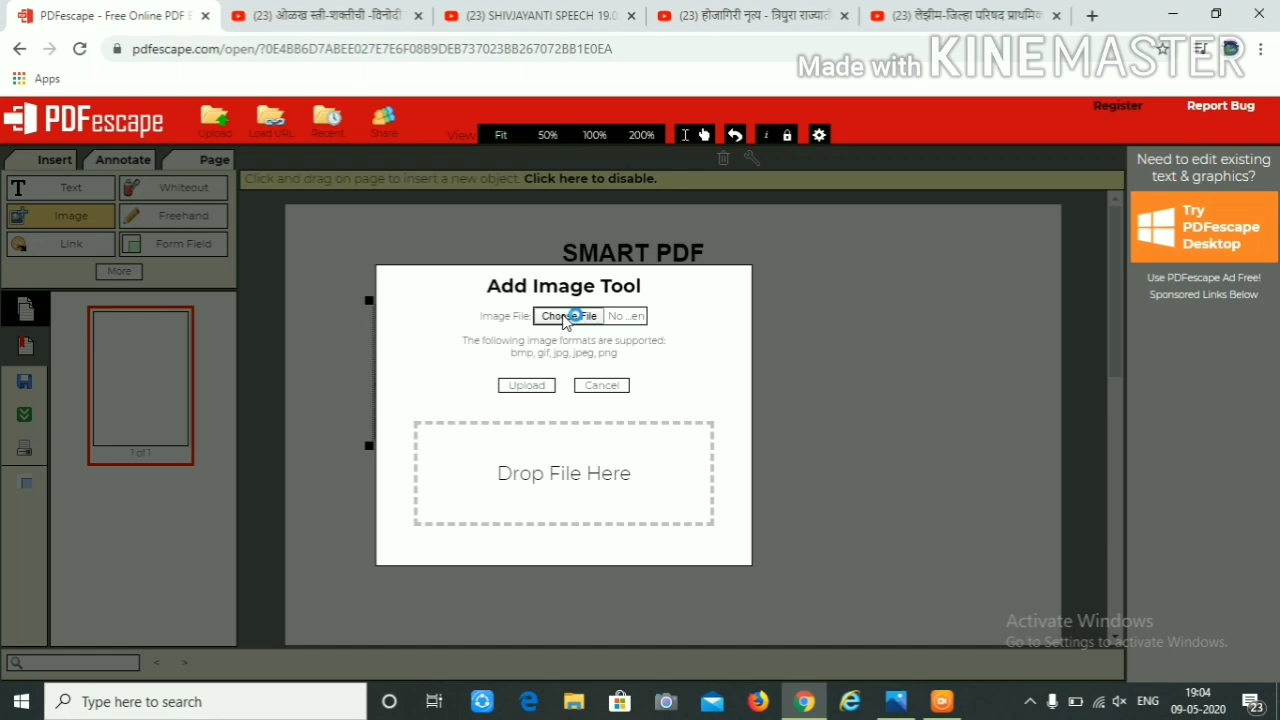 PDFescape - Free Online PDF E
(23) ओळख स्त्री-शक्तीची -विनोदी
(23) SHIVJAYANTI SPEECH 19.0
(23) होजागिरी नृत्य - त्रिपुरा राज्यात
(23) लेझीम-जिल्हा परिषद प्राथमिक
pdfescape.com/open/?0E4BB6D7ABEE027E7E6F08B9DEB737023BB267072BB1E0EA
Made with KINEMASTER
Apps
PDFescape
Upload
Load URL
Recent
Share
Register
Report Bug
View
Fit
50%
100%
200%
Insert
Annotate
Page
Click and drag on page to insert a new object. Click here to disable.
Text
Whiteout
Image
Freehand
Link
Form Field
More
Need to edit existing
text & graphics?
Try
PDFescape
Desktop
Use PDFescape Ad Free!
Sponsored Links Below
SMART PDF
Add Image Tool
Image File: Choose File No ...en
The following image formats are supported:
bmp, gif, jpg, jpeg, png
Upload
Cancel
Drop File Here
1 of 1
Activate Windows
Go to Settings to activate Windows.
Type here to search
ENG
19:04
09-05-2020
23